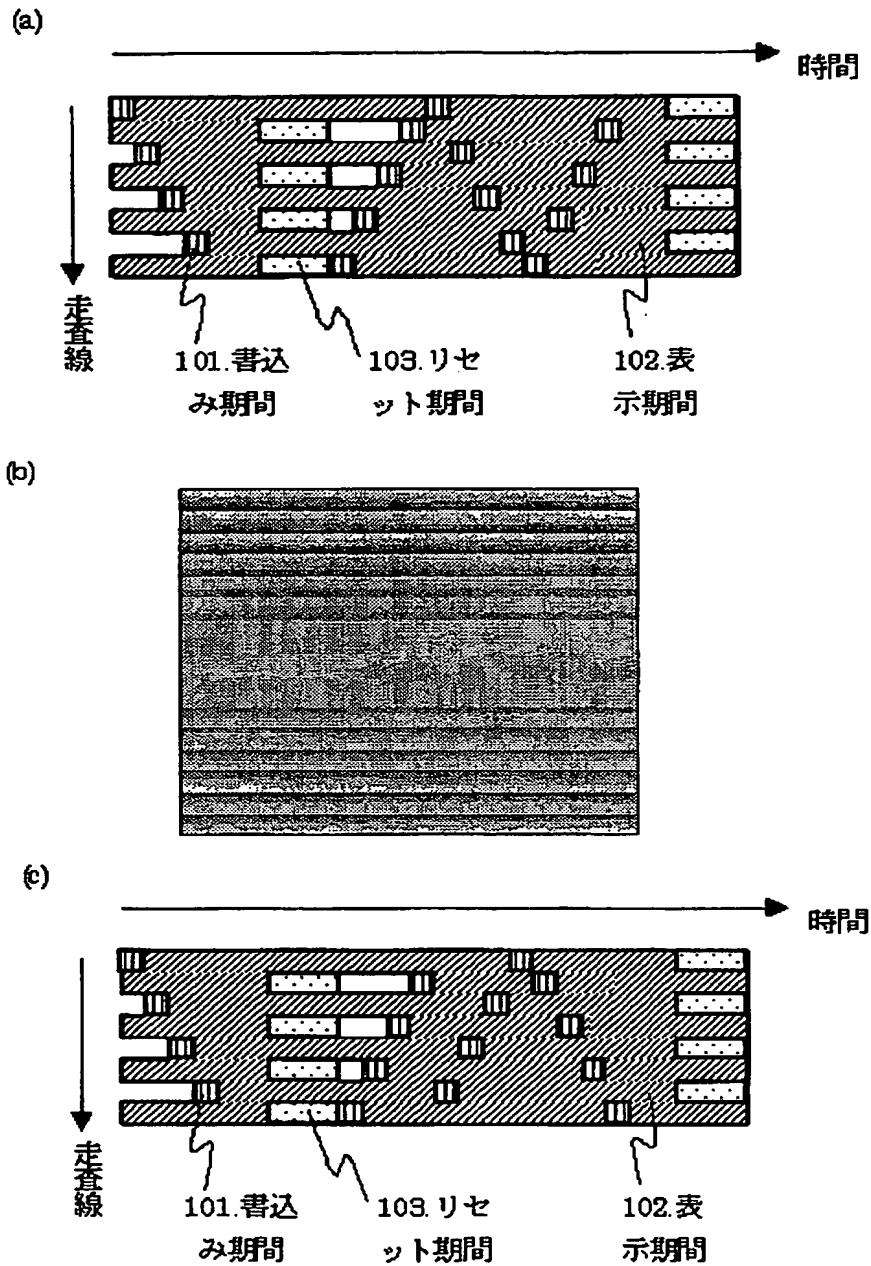 (a)
時間
走査線
101.書込
み期間
103.リセ
ット期間
102.表
示期間
(b)
(c)
時間
走査線
101.書込
み期間
103.リセ
ット期間
102.表
示期間